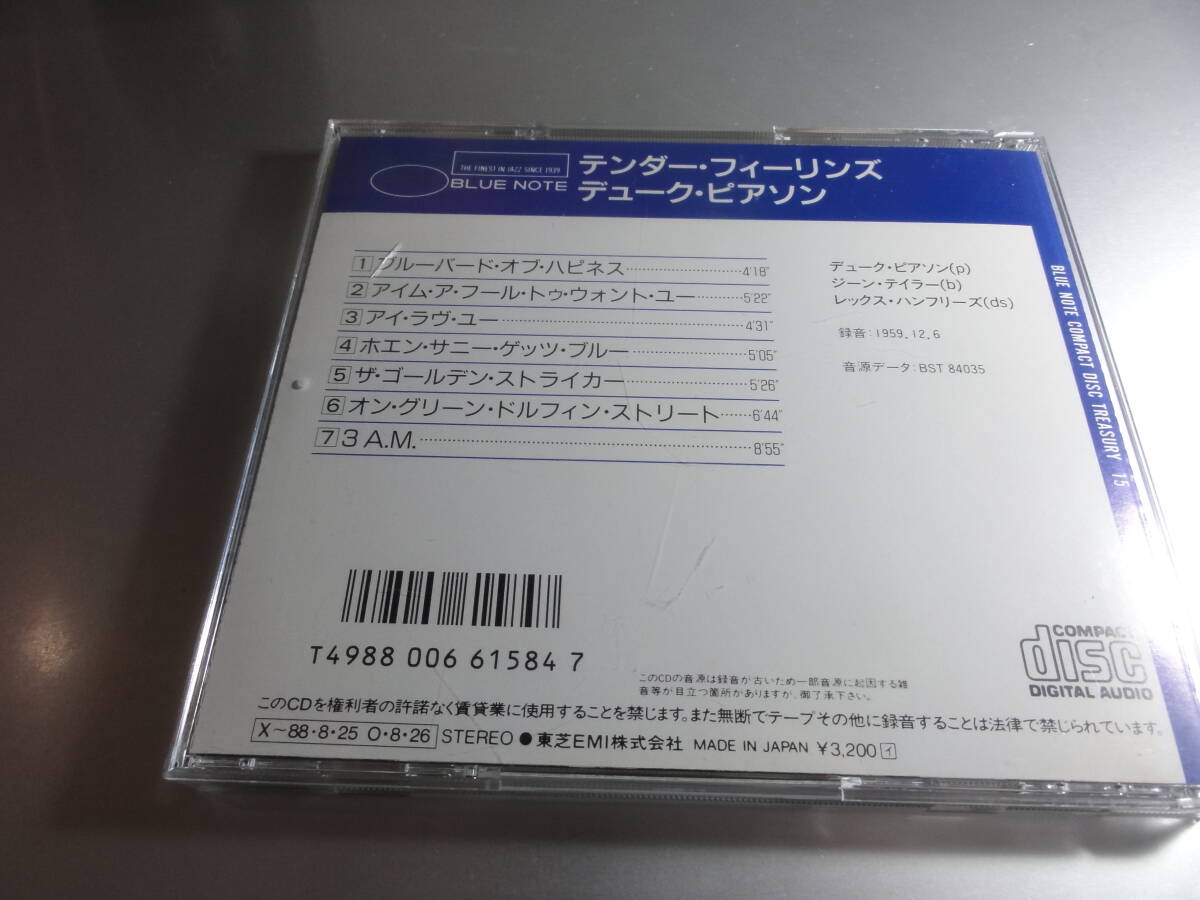 THE FINEST IN JAZZ SINCE 1939
BLUE NOTE
テンダー・フィーリンズ
デューク・ピアソン
1 ブルーバード・オブ・ハピネス 4'18"
2 アイム・ア・フール・トゥ・ウォント・ユー 5'22"
3 アイ・ラヴ・ユー 4'31"
4 ホエン・サニー・ゲッツ・ブルー 5'05"
5 ザ・ゴールデン・ストライカー 5'26"
6 オン・グリーン・ドルフィン・ストリート 6'44"
7 3 A.M. 8'55"
デューク・ピアソン(p)
ジーン・テイラー(b)
レックス・ハンフリーズ(ds)
録音:1959.12.6
音源データ:BST 84035
BLUE NOTE COMPACT DISC TREASURY 15
T4988 006 61584 7
このCDの音源は録音が古いため一部音源に起因する雑
音等が目立つ箇所がありますが、御了承下さい。
COMPACT
disc
DIGITAL AUDIO
このCDを権利者の許諾なく賃貸業に使用することを禁じます。また無断でテープその他に録音することは法律で禁じられています。
X〜88・8・25 O・8・26 STEREO ● 東芝EMI株式会社 MADE IN JAPAN ¥3,200 イ